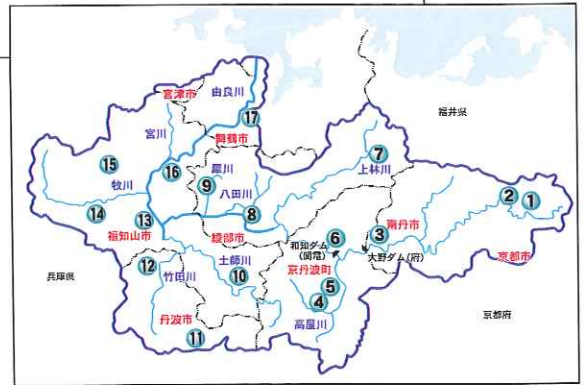 宮津市
由良川
福井県
宮川
⑰
舞鶴市
⑦
上林川
⑮
牧川
⑯
犀川
⑨
八田川
②
①
⑭
⑬
⑧
福知山市
綾部市
⑥
和知ダム
(関電)
③
南丹市
大野ダム(府)
京都市
⑫
竹田川
土師川
⑩
京丹波町
⑤
④
兵庫県
高屋川
京都府
丹波市
⑪